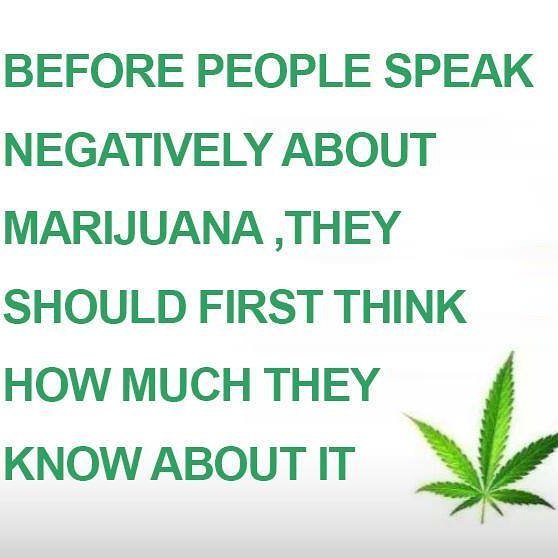 BEFORE PEOPLE SPEAK
NEGATIVELY ABOUT
MARIJUANA ,THEY
SHOULD FIRST THINK
HOW MUCH THEY
KNOW ABOUT IT